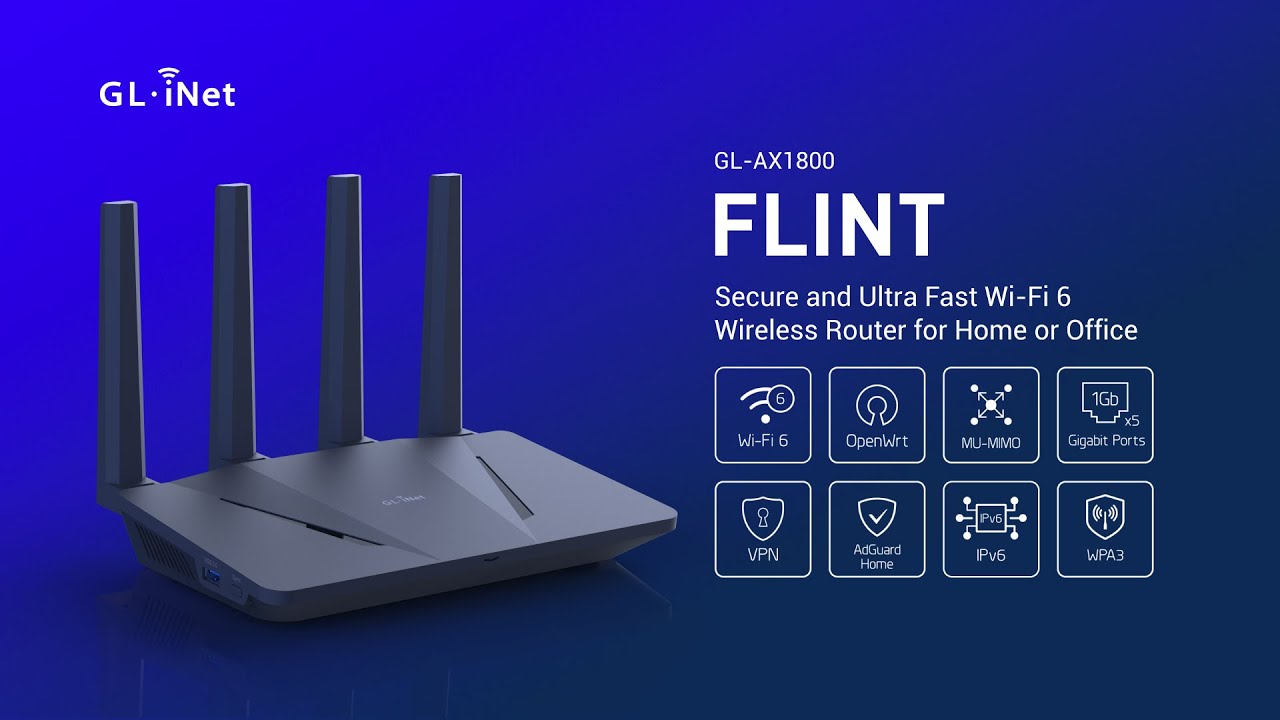 GL·iNet
GL-AX1800
FLINT
Secure and Ultra Fast Wi-Fi 6
Wireless Router for Home or Office
6
Wi-Fi 6
OpenWrt
MU-MIMO
1Gb
x5
Gigabit Ports
VPN
AdGuard
Home
IPv6
IPv6
WPA3
GL·iNet